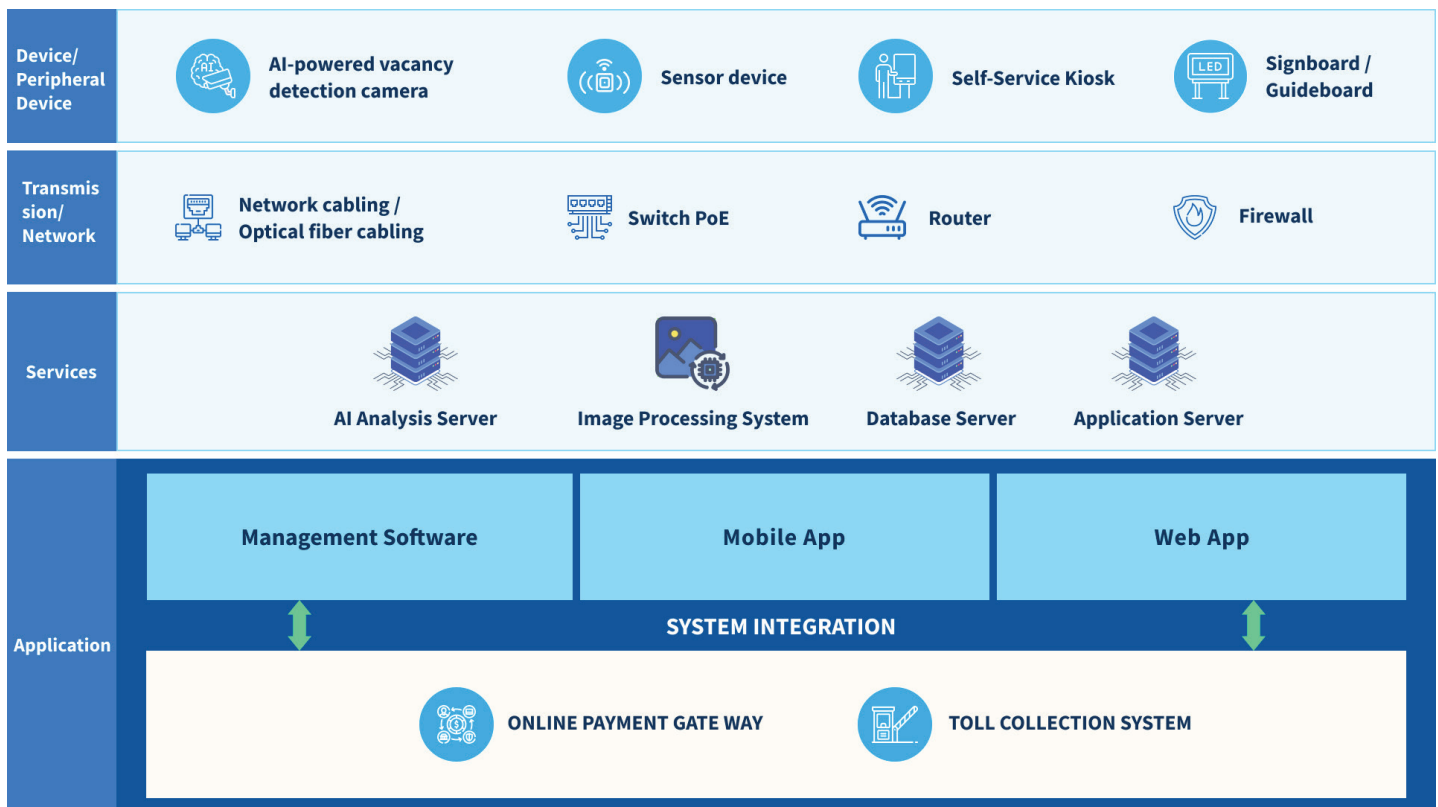 Device/
Peripheral
Device
AI-powered vacancy
detection camera
Sensor device
Self-Service Kiosk
Signboard /
Guideboard
AI
LED
Transmis
sion/
Network
Network cabling /
Optical fiber cabling
Switch PoE
Router
Firewall
Services
AI Analysis Server
Image Processing System
Database Server
Application Server
Application
Management Software
Mobile App
Web App
SYSTEM INTEGRATION
ONLINE PAYMENT GATE WAY
TOLL COLLECTION SYSTEM